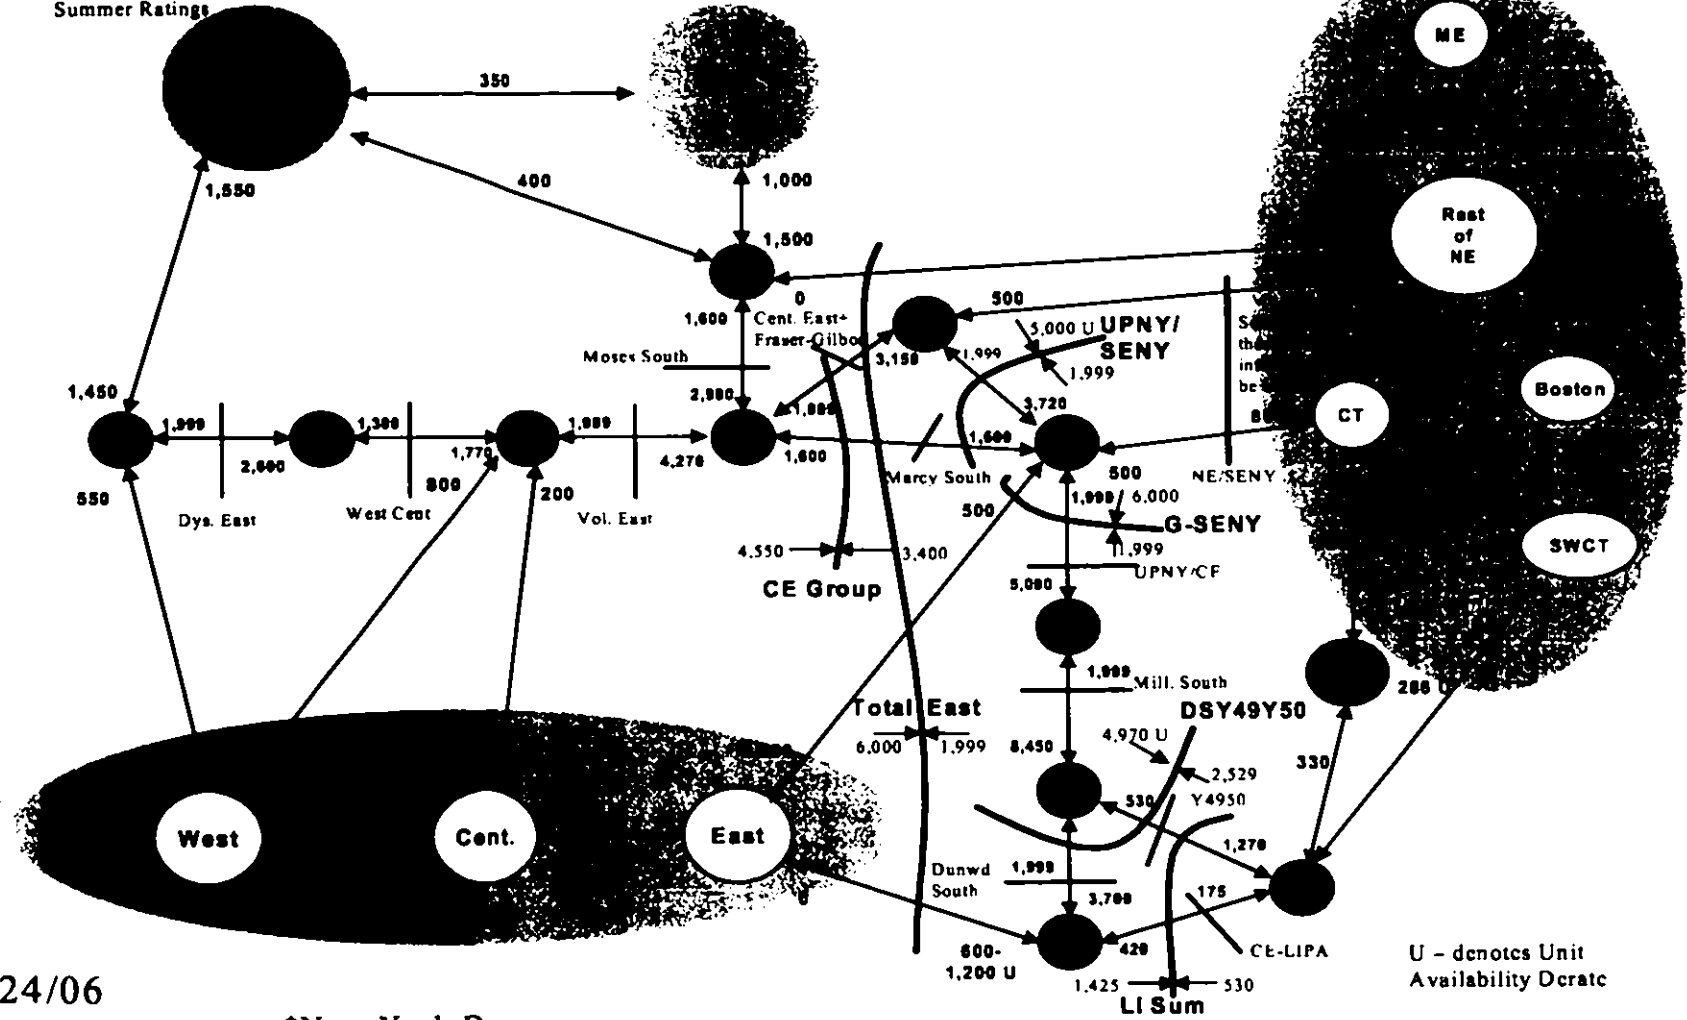 Summer Ratings
ME
350
1,550
400
1,000
1,500
Rest
of
NE
0
500
1,600
Cent. East+
Fraser-Gilboa
5,000 U
UPNY/
SENY
Moses South
3,150
1,999
1,999
1,450
2,980
1,999
3,720
CT
Boston
1,999
1,300
1,999
1,600
2,600
1,770
4,270
1,600
Marcy South
500
NE/SENY
550
800
200
500
1,999
6,000
Dys. East
West Cent
Vol. East
G-SENY
SWCT
4,550
3,400
1,999
CE Group
5,090
UPNY/CE
1,999
Mill. South
286 U
Total East
DSY49Y50
6,000
1,999
8,450
4,970 U
2,529
330
530
Y4950
West
Cent.
East
1,270
Dunwd
South
1,999
3,700
175
0
600-
1,200 U
420
CE-LIPA
U – denotes Unit
Availability Derate
1,425
530
LI Sum
24/06